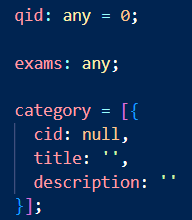 qid: any = 0;
exams: any;
category = [{
cid: null,
title: '',
description: ''
}];